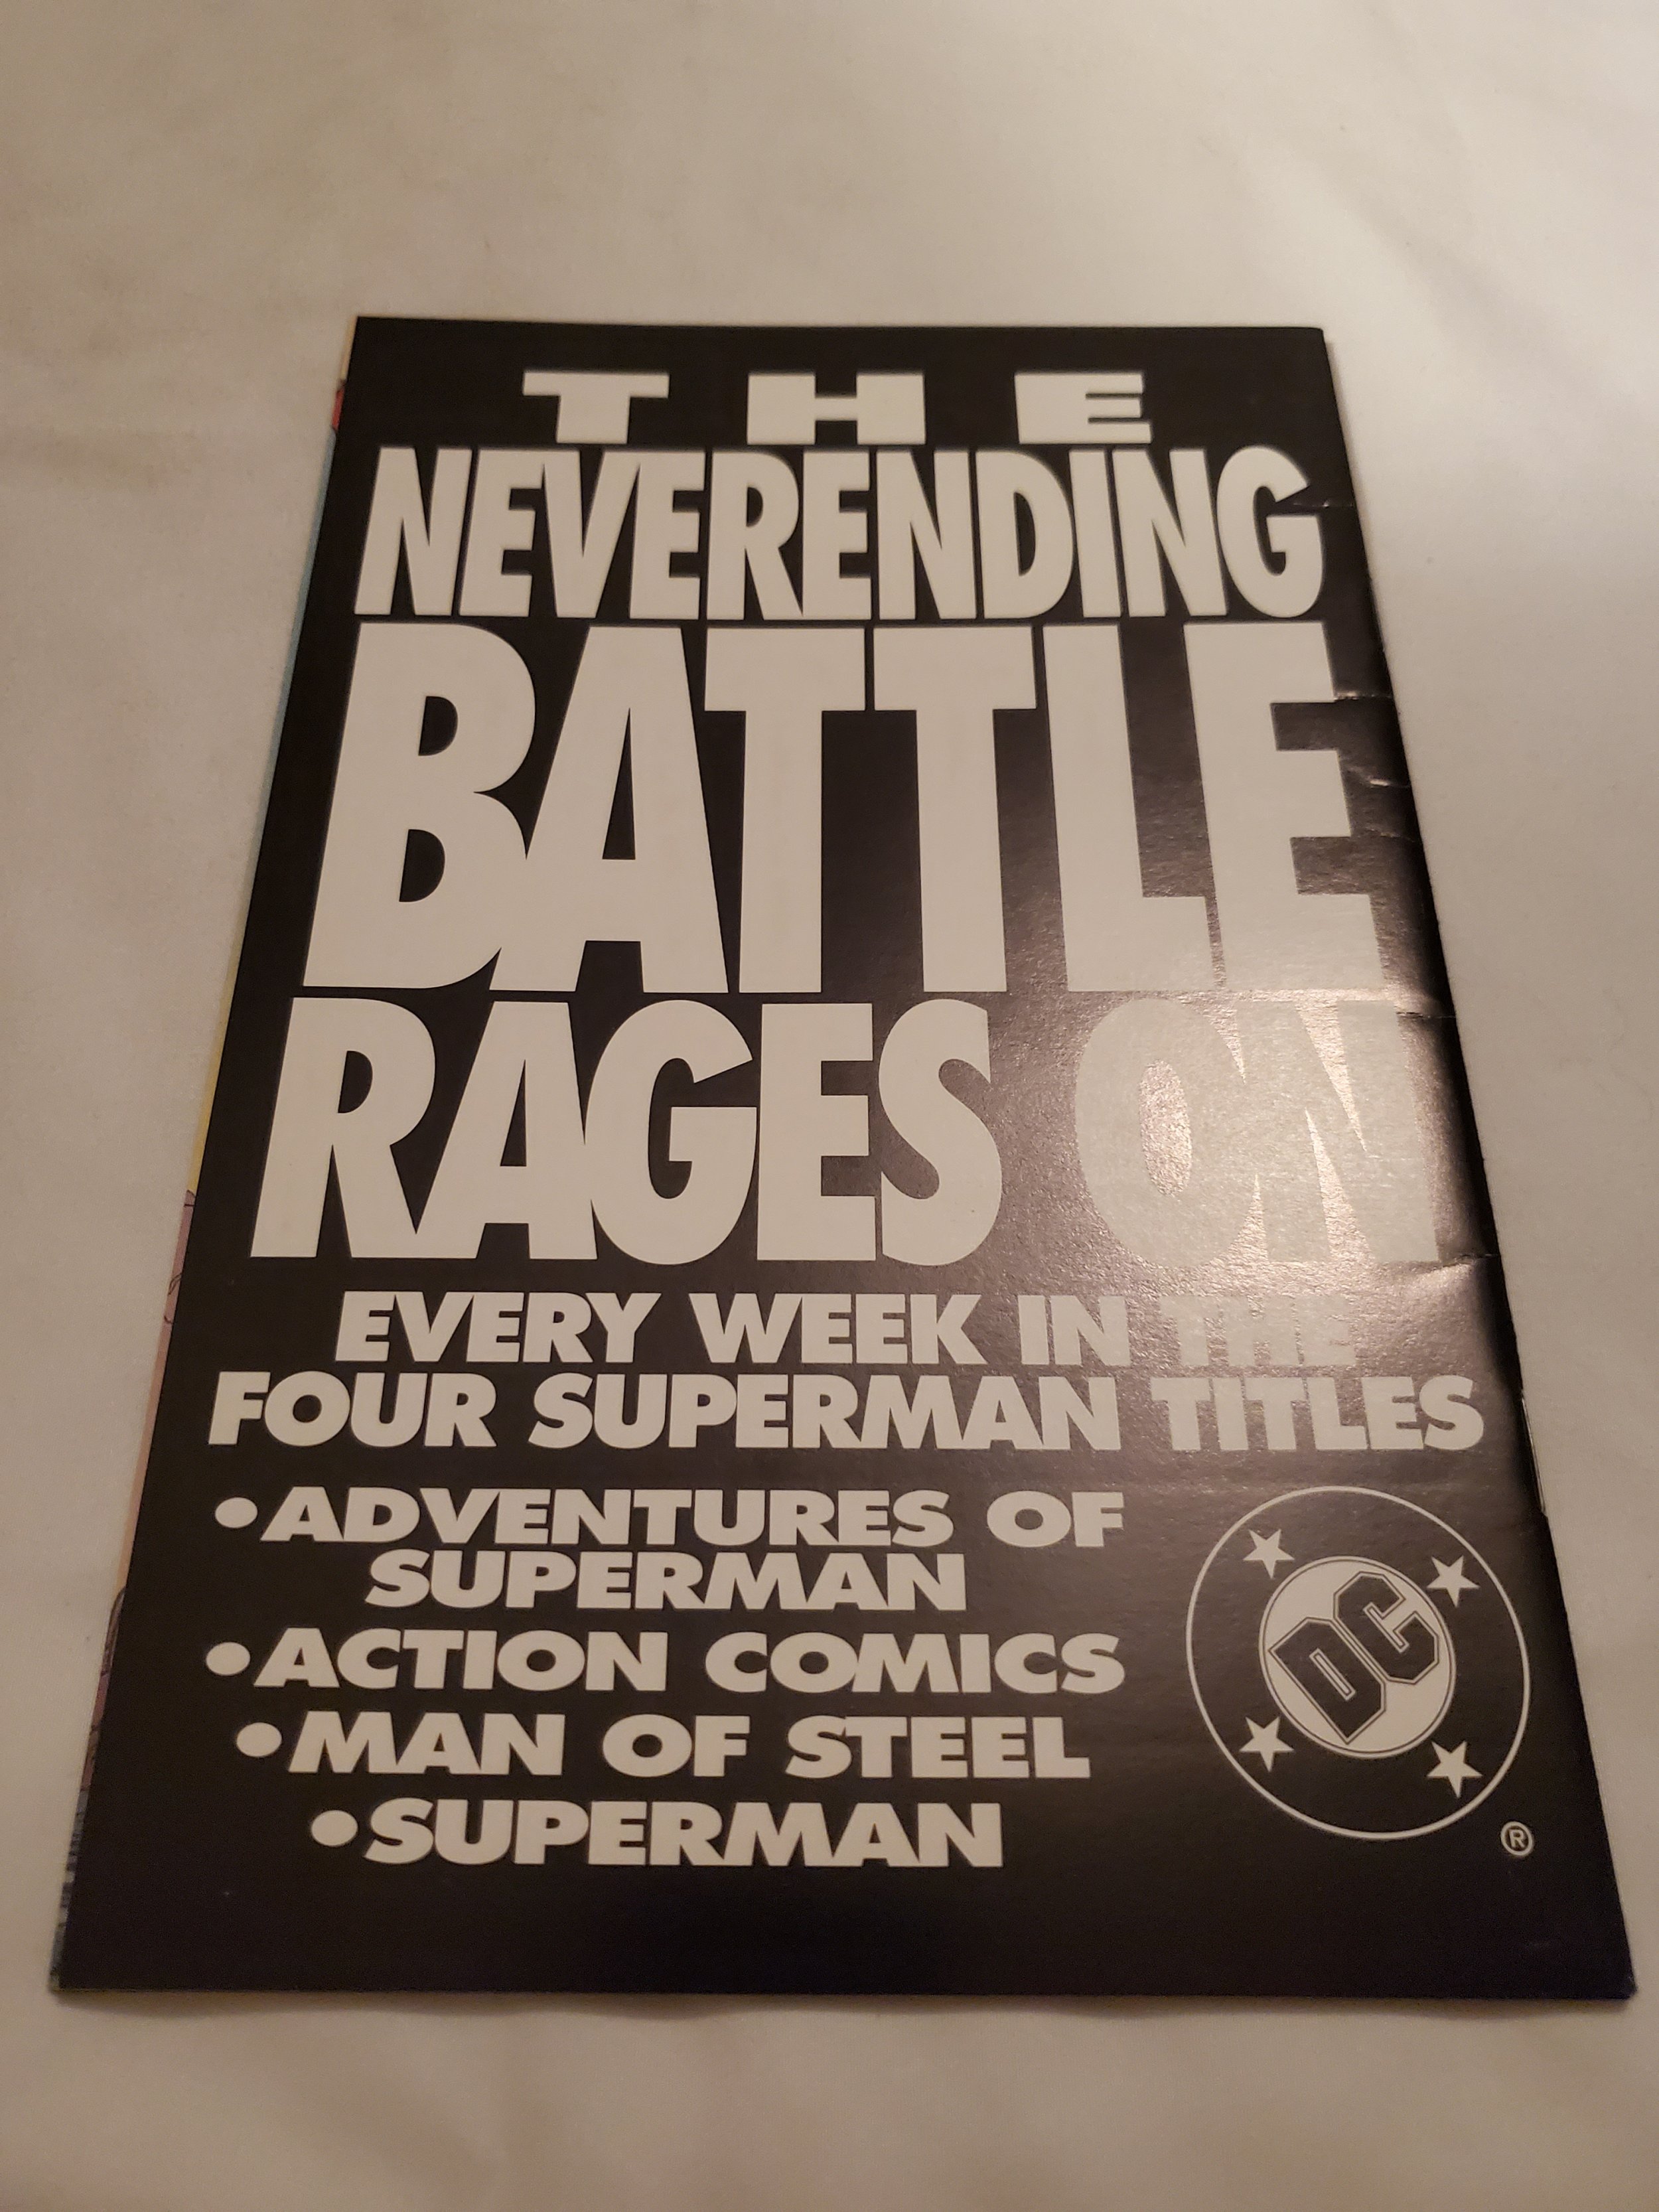 THE
NEVERENDING
BATTLE
RAGES ON
EVERY WEEK IN THE
FOUR SUPERMAN TITLES
•ADVENTURES OF
SUPERMAN
•ACTION COMICS
•MAN OF STEEL
•SUPERMAN
DC
®